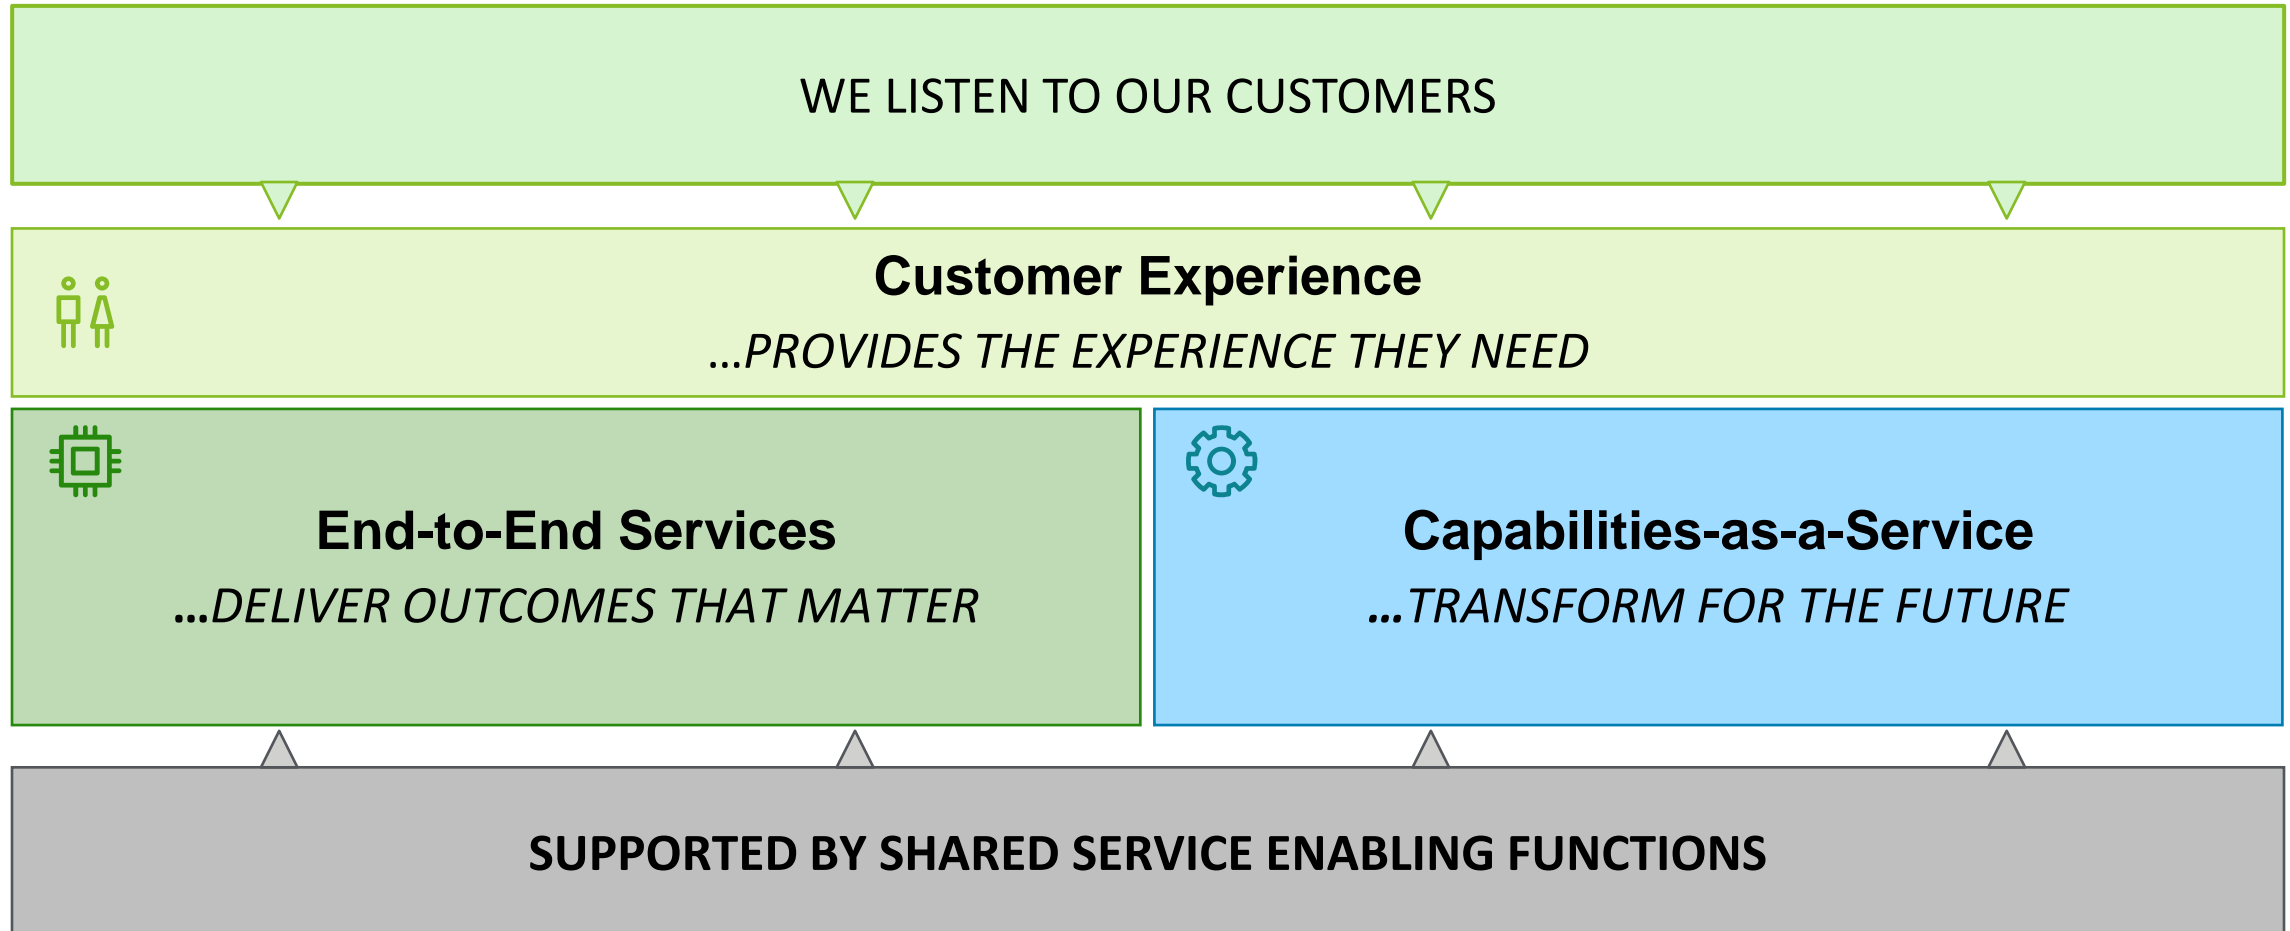 WE LISTEN TO OUR CUSTOMERS
Customer Experience
...PROVIDES THE EXPERIENCE THEY NEED
End-to-End Services
...DELIVER OUTCOMES THAT MATTER
Capabilities-as-a-Service
...TRANSFORM FOR THE FUTURE
SUPPORTED BY SHARED SERVICE ENABLING FUNCTIONS